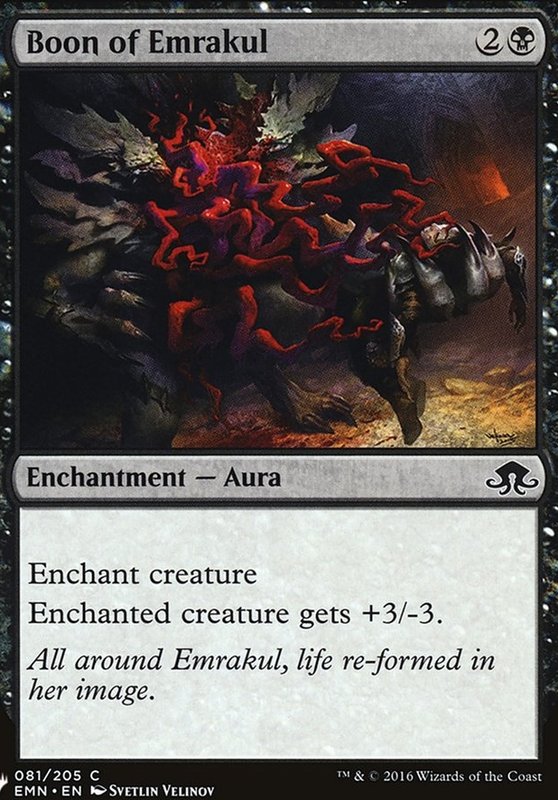 Boon of Emrakul 2
Enchantment — Aura
Enchant creature
Enchanted creature gets +3/-3.
All around Emrakul, life re-formed in
her image.
081/205 C
EMN • EN Svetlin Velinov
™ & © 2016 Wizards of the Coast